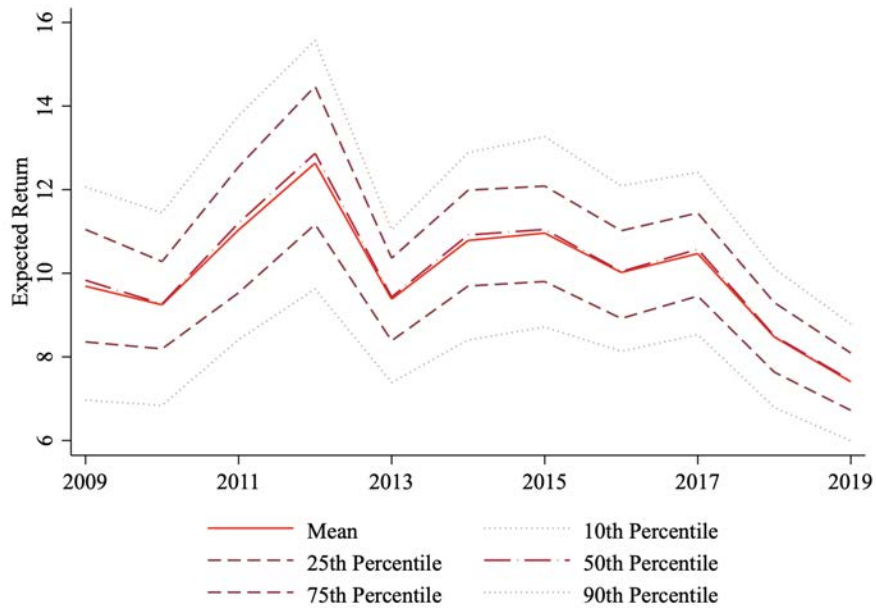 16
14
12
10
8
6
Expected Return
2009 2011 2013 2015 2017 2019
Mean 10th Percentile
25th Percentile 50th Percentile
75th Percentile 90th Percentile